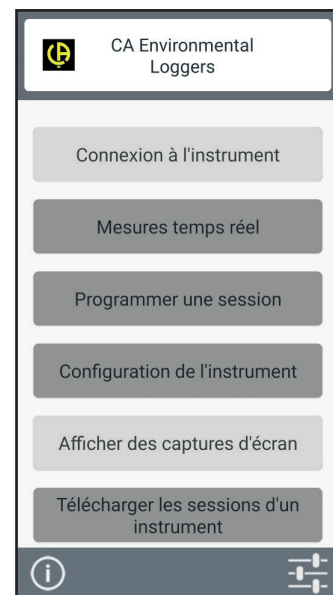 CA Environmental
Loggers
Connexion à l'instrument
Mesures temps réel
Programmer une session
Configuration de l'instrument
Afficher des captures d'écran
Télécharger les sessions d'un
instrument